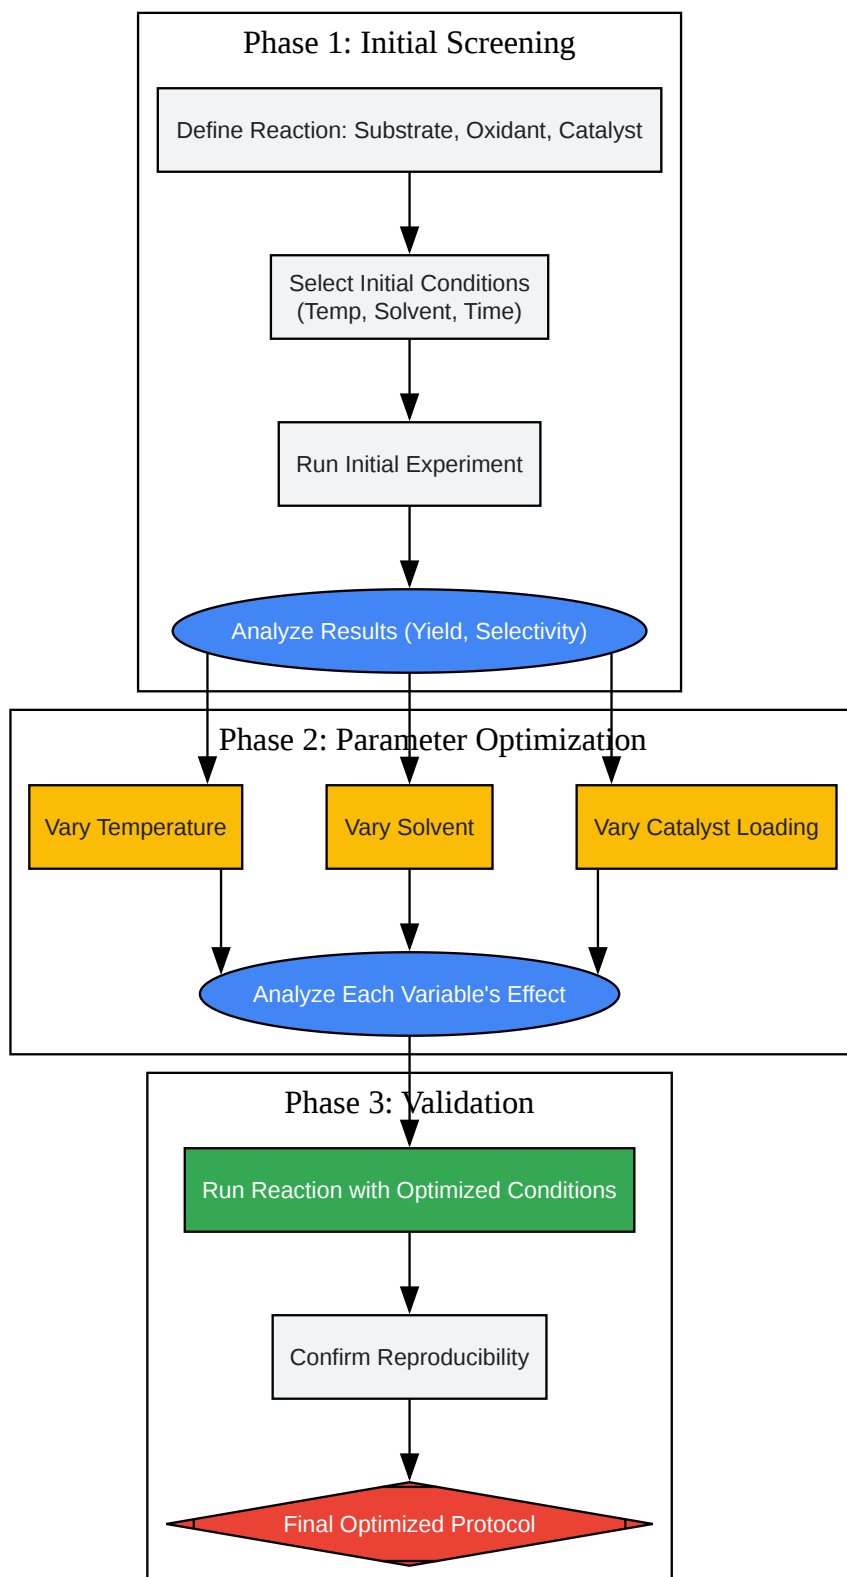 Phase 1: Initial Screening
Define Reaction: Substrate, Oxidant, Catalyst
Select Initial Conditions
(Temp, Solvent, Time)
Run Initial Experiment
Analyze Results (Yield, Selectivity)
Phase 2: Parameter Optimization
Vary Temperature
Vary Solvent
Vary Catalyst Loading
Analyze Each Variable's Effect
Phase 3: Validation
Run Reaction with Optimized Conditions
Confirm Reproducibility
Final Optimized Protocol